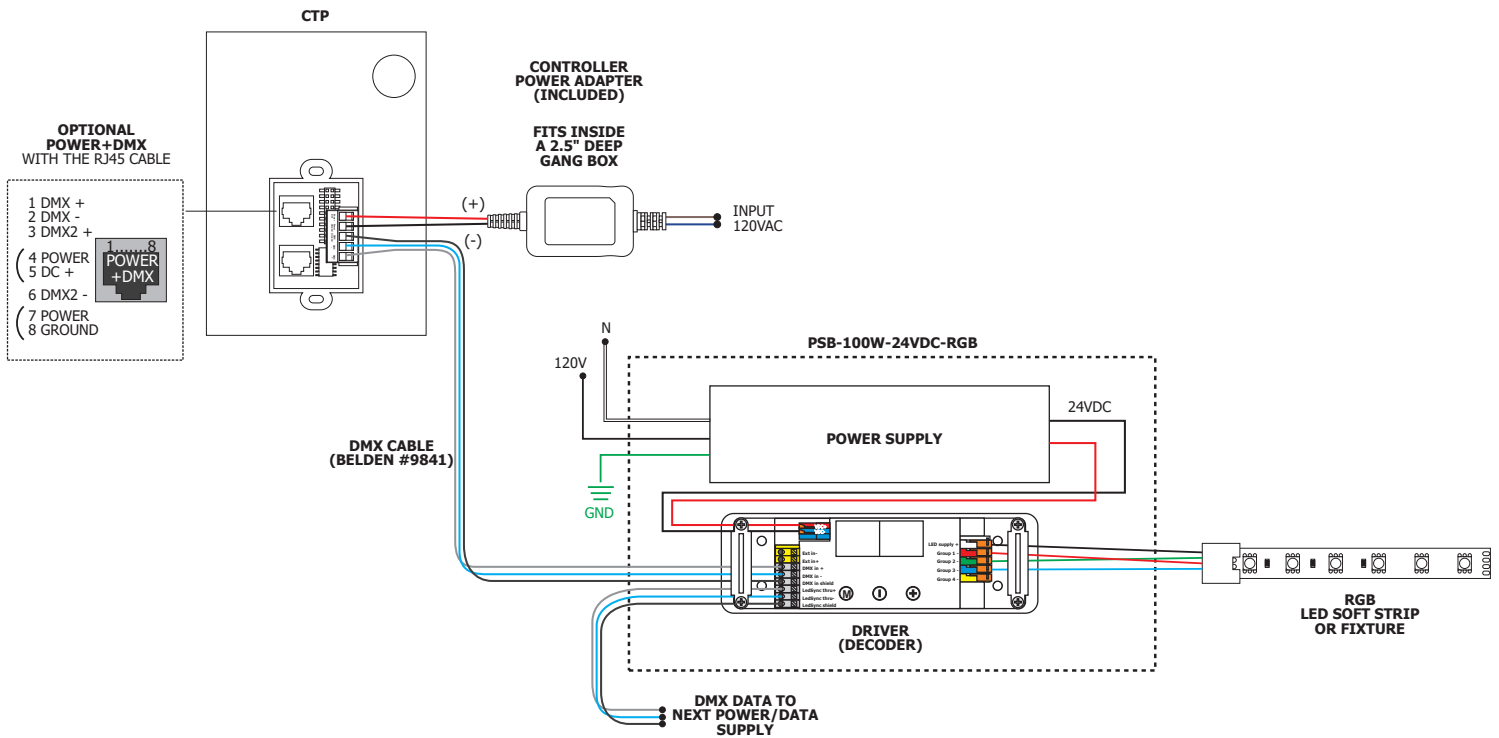 CTP
CONTROLLER
POWER ADAPTER
(INCLUDED)
FITS INSIDE
A 2.5" DEEP
GANG BOX
OPTIONAL
POWER+DMX
WITH THE RJ45 CABLE
1 DMX +
2 DMX -
3 DMX2 +
4 POWER
5 DC +
6 DMX2 -
7 POWER
8 GROUND
1......8
POWER
+DMX
(+)
(-)
INPUT
120VAC
N
120V
PSB-100W-24VDC-RGB
24VDC
POWER SUPPLY
GND
DMX CABLE
(BELDEN #9841)
Ext in-
Ext in+
DMX in +
DMX in -
DMX in shield
LedSync thru+
LedSync thru-
LedSync shield
M
I
+
LED supply +
Group 1 -
Group 2 -
Group 3 -
Group 4 -
DRIVER
(DECODER)
RGB
LED SOFT STRIP
OR FIXTURE
DMX DATA TO
NEXT POWER/DATA
SUPPLY